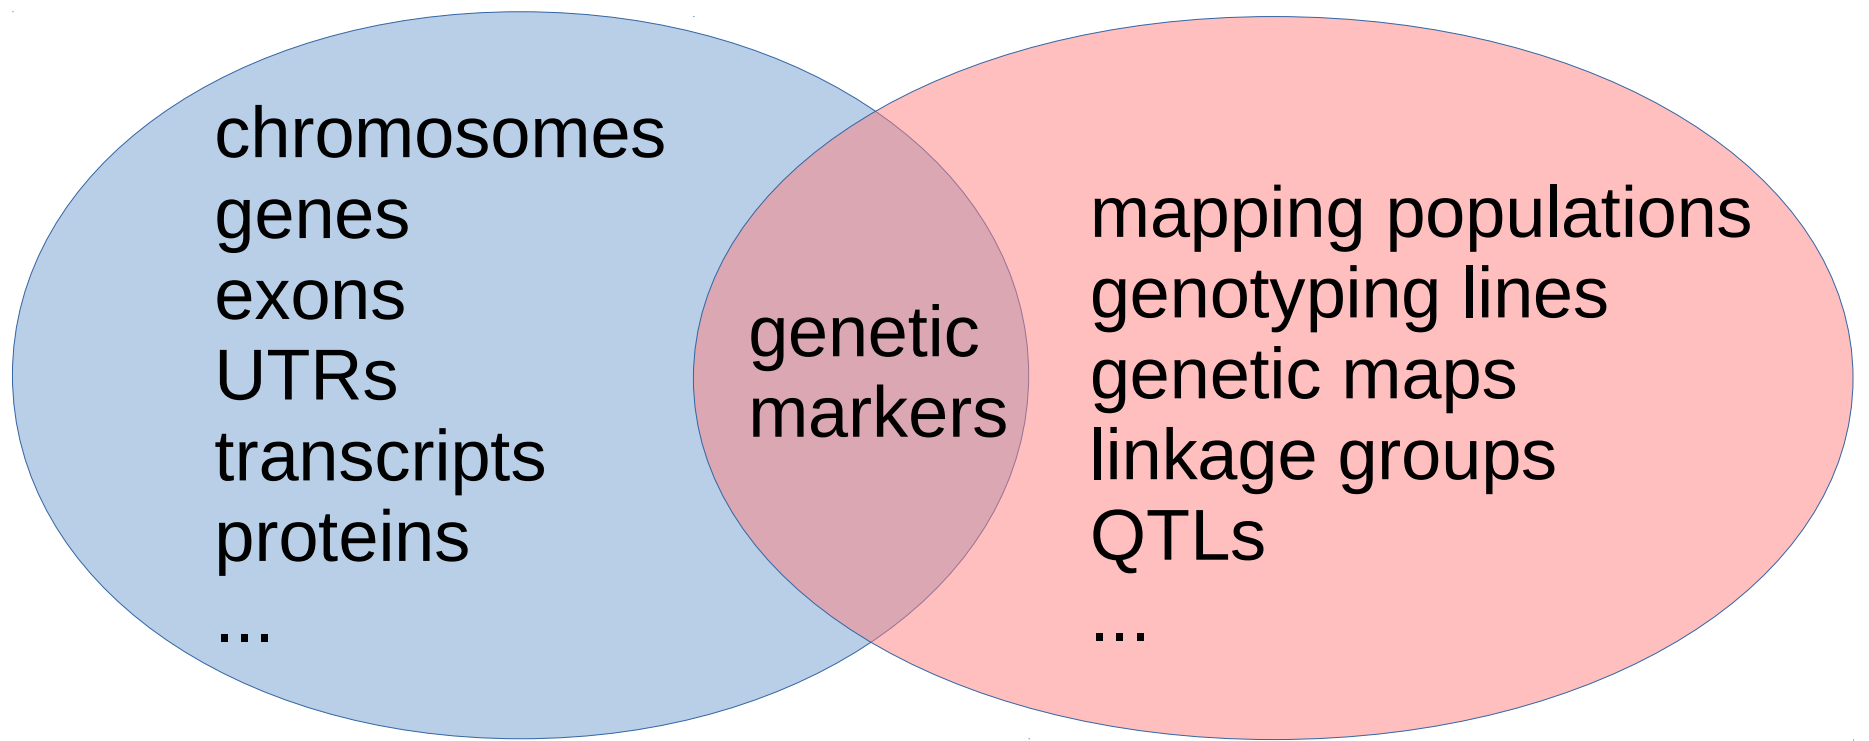 chromosomes
genes
exons
UTRs
transcripts
proteins
...
genetic
markers
mapping populations
genotyping lines
genetic maps
linkage groups
QTLs
...